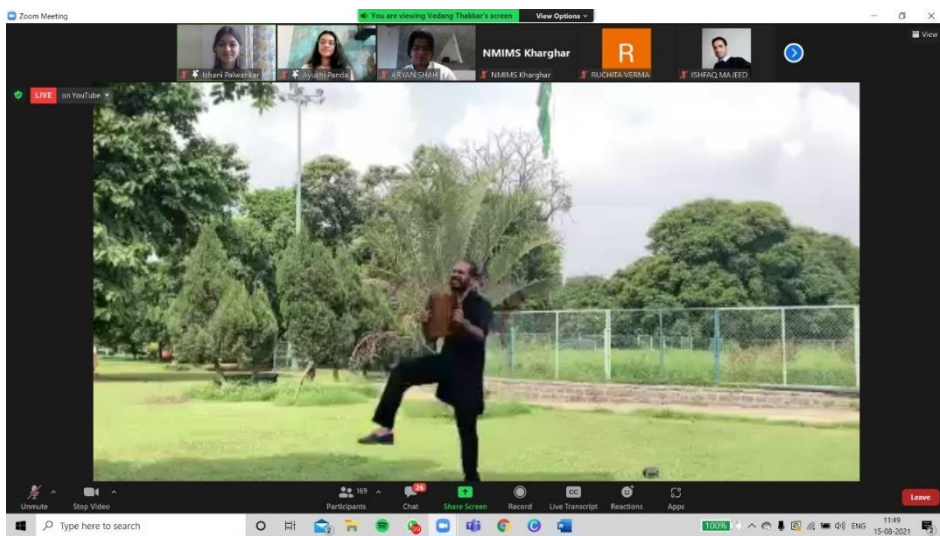 Zoom Meeting
You are viewing Vedang Thakkar's screen View Options
View
Ishani Palwankar
Ayushi Panda
ARYAN SHAH
NMIMS Kharghar
NMIMS Kharghar
R
RUCHITA VERMA
ISHFAQ MAJEED
LIVE on YouTube
Unmute
Stop Video
169
Participants
26
Chat
Share Screen
Record
CC
Live Transcript
Reactions
Apps
Leave
Type here to search
100%
ENG
11:49
15-08-2021